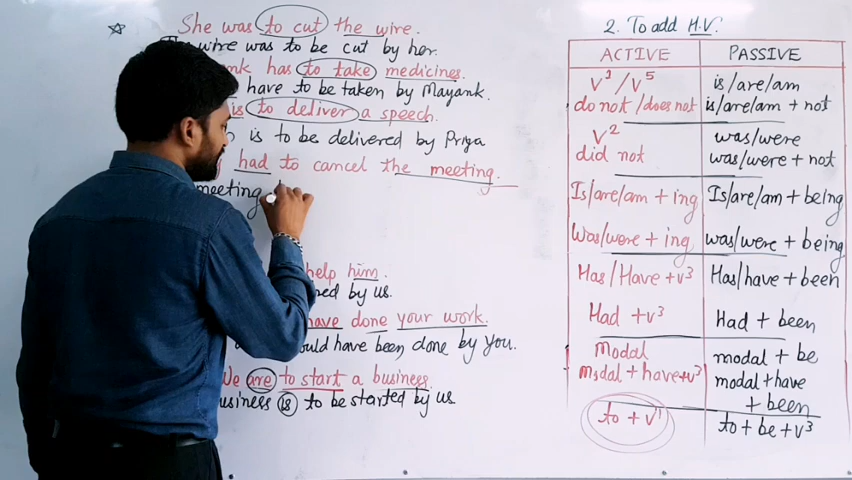 She was to cut the wire.
The wire was to be cut by her.
has to take medicines.
have to be taken by Mayank.
is to deliver a speech.
is to be delivered by Priya
had to cancel the meeting.
meeting
help him.
by us.
have done your work.
have been done by you.
We are to start a business.
is to be started by us.
2. To add H.V.
ACTIVE PASSIVE
V¹/V⁵ is/are/am
do not/does not is/are/am + not
V² was/were
did not was/were + not
Is/are/am + ing Is/are/am + being
Was/were + ing was/were + being
Has/Have + V³ Has/have + been
Had + V³ Had + been
Modal modal + be
modal + have + V³ modal + have
+ been
to + V¹ to + be + V³